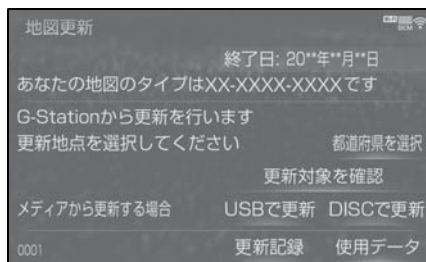 地図更新
DCM
終了日: 20**年**月**日
あなたの地図のタイプはXX-XXXX-XXXXです
G-Stationから更新を行います
更新地点を選択してください 都道府県を選択
更新対象を確認
メディアから更新する場合 USBで更新 DISCで更新
0001 更新記録 使用データ